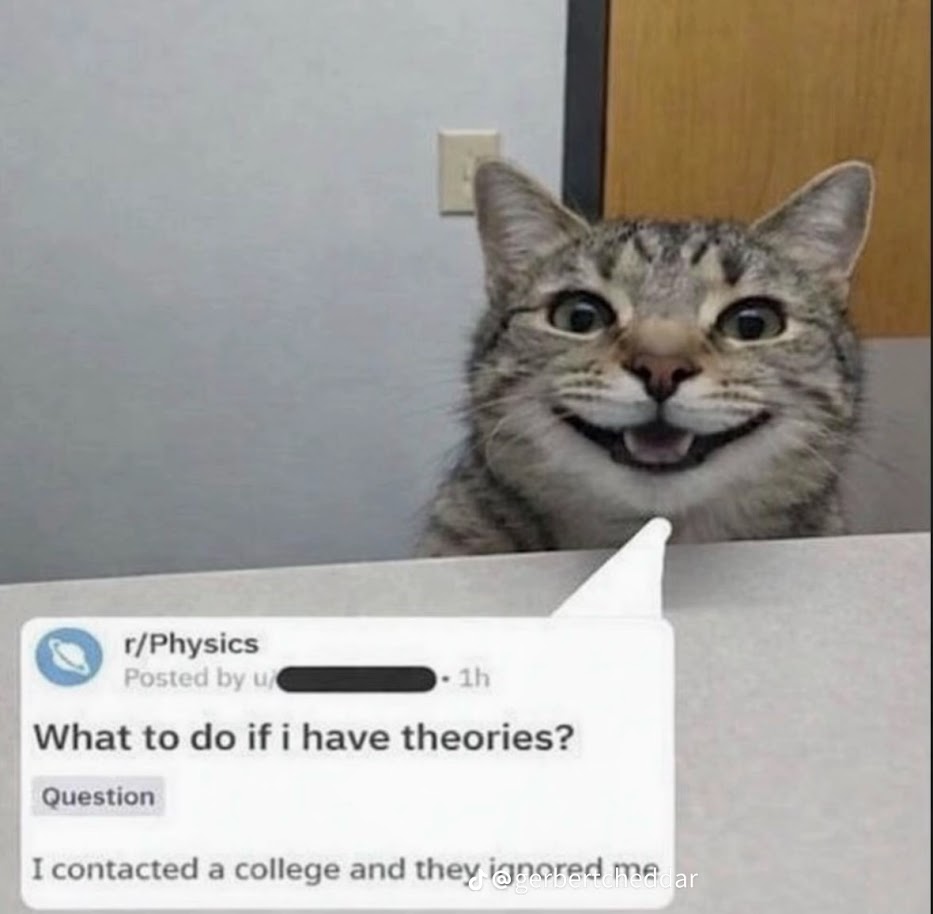 r/Physics
Posted by u/ • 1h
What to do if i have theories?
Question
I contacted a college and they ignored me
@gerbertcheddar